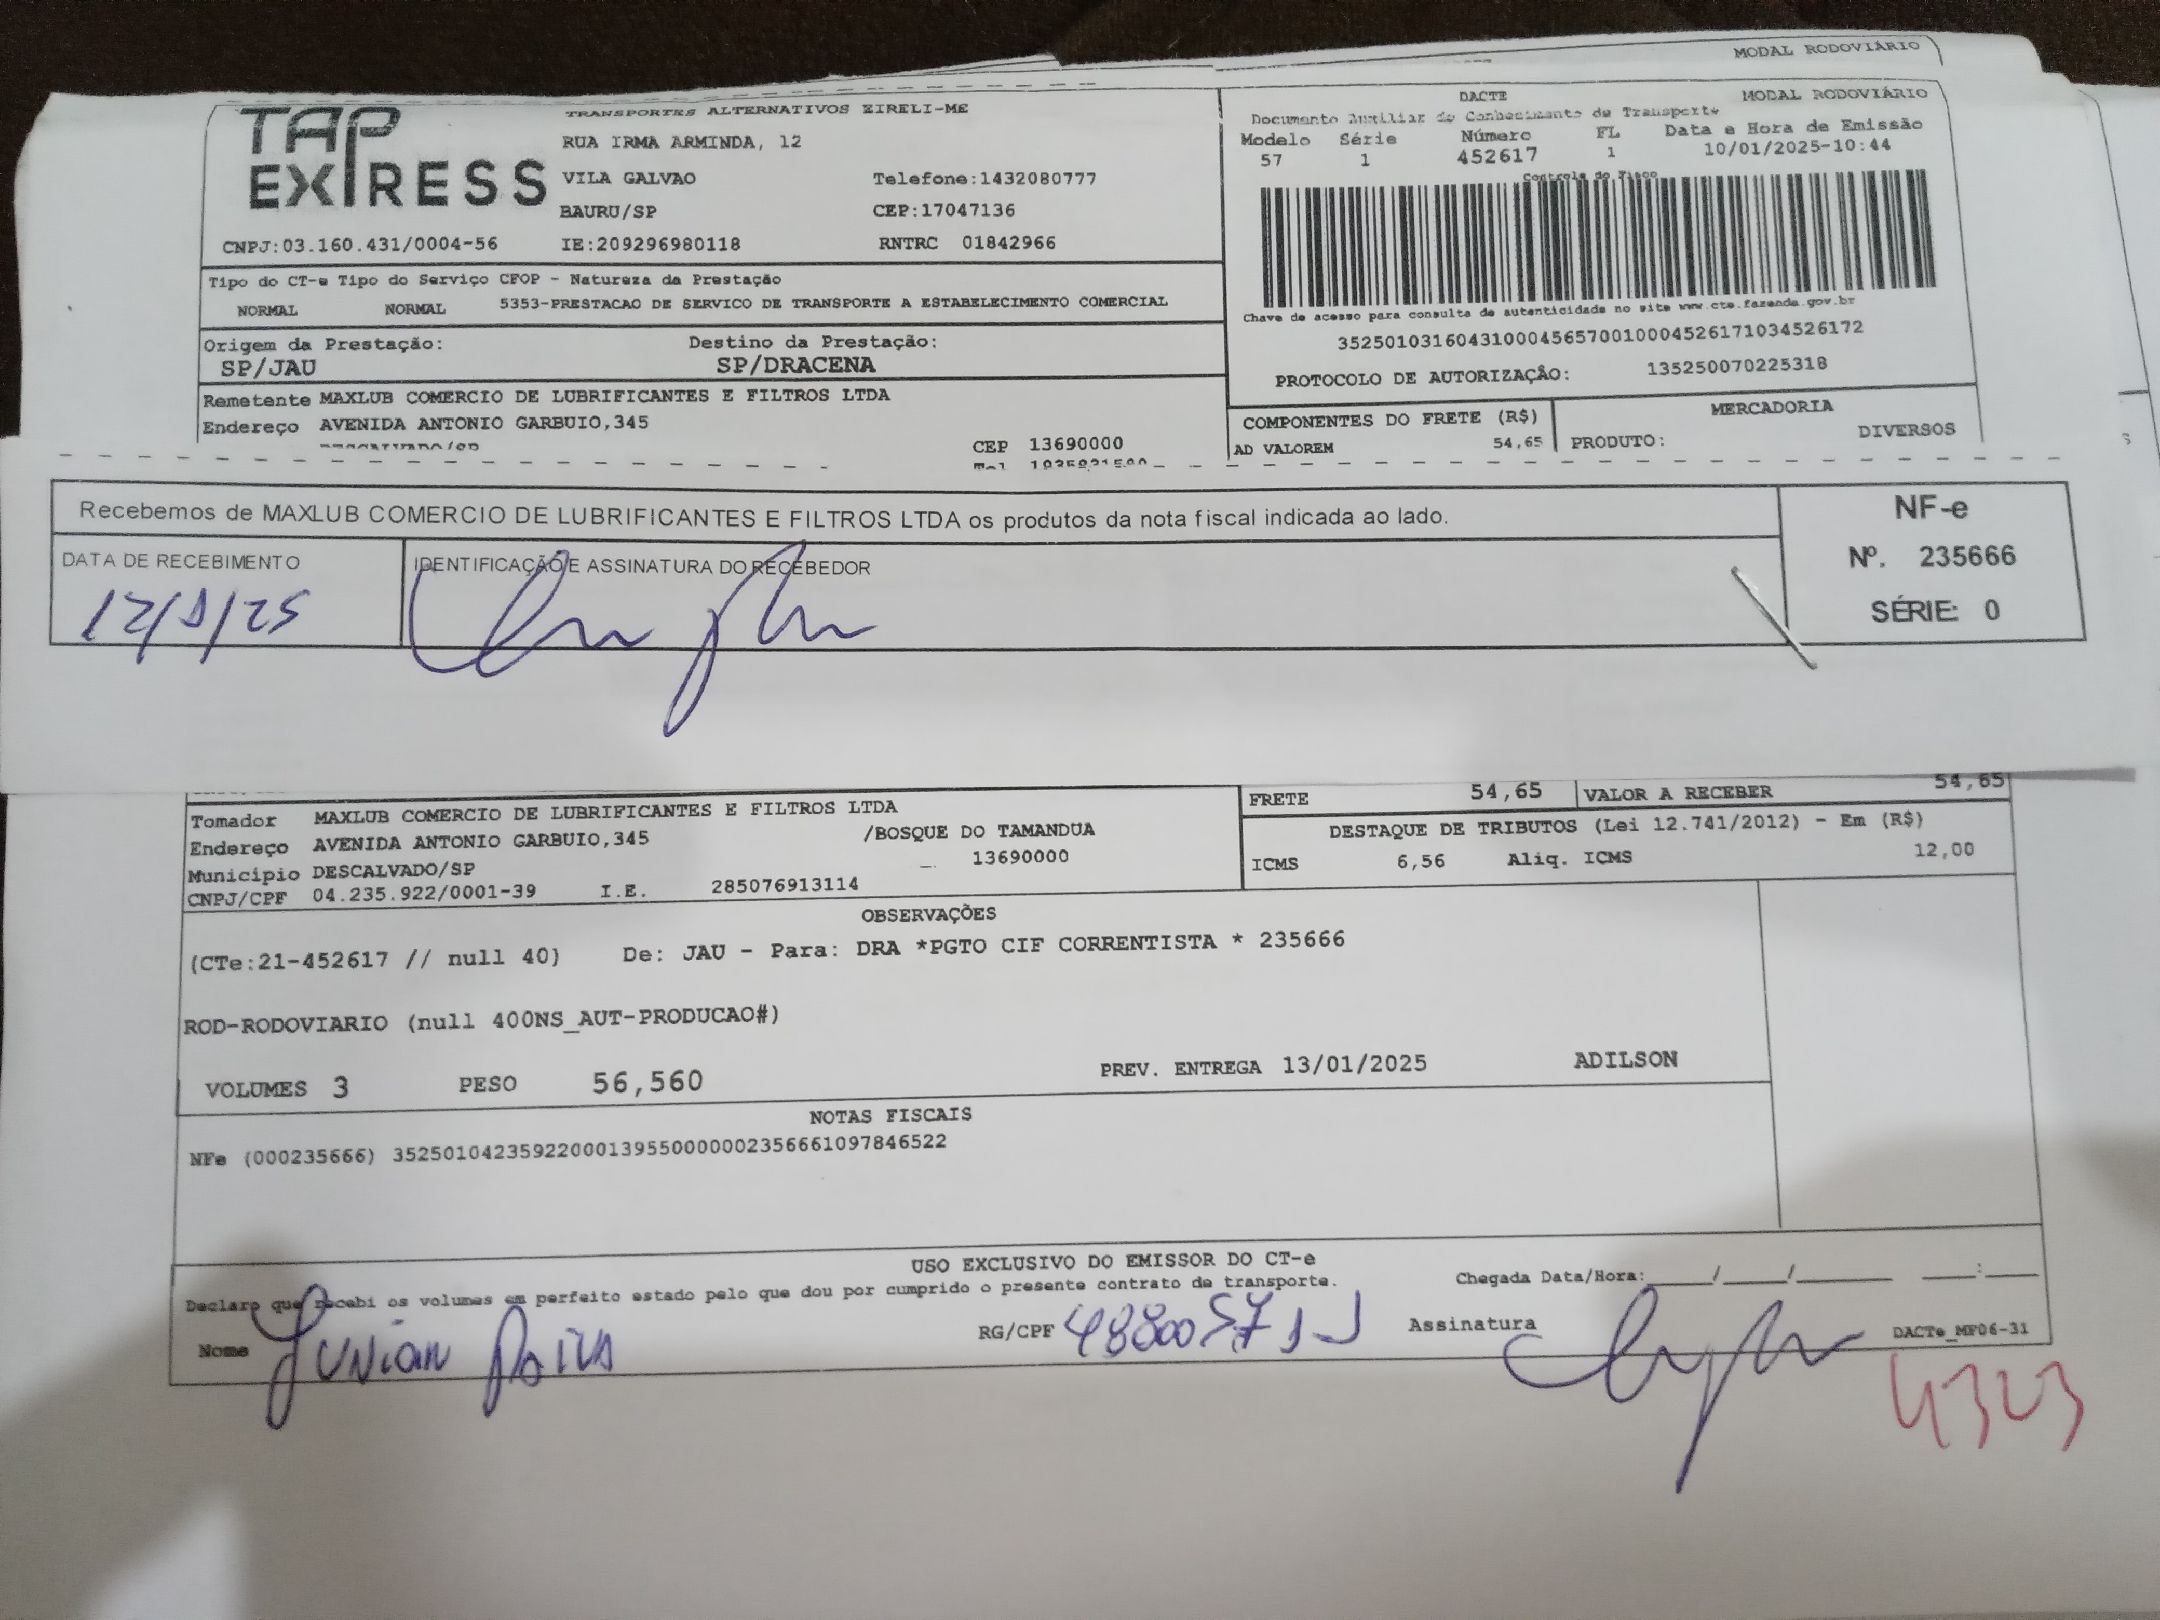 MODAL RODOVIÁRIO
TAP EXPRESS
TRANSPORTES ALTERNATIVOS EIRELI-ME
RUA IRMA ARMINDA, 12
VILA GALVAO Telefone:1432080777
BAURU/SP CEP:17047136
CNPJ:03.160.431/0004-56 IE:209296980118 RNTRC 01842966
DACTE MODAL RODOVIÁRIO
Documento Auxiliar do Conhecimento de Transporte
Modelo Série Número FL Data e Hora de Emissão
57 1 452617 1 10/01/2025-10:44
Controle do Fisco
Chave de acesso para consulta de autenticidade no site www.cte.fazenda.gov.br
35250103160431000456570010004526171034526172
PROTOCOLO DE AUTORIZAÇÃO: 135250070225318
Tipo do CT-e Tipo do Serviço CFOP - Natureza da Prestação
NORMAL NORMAL 5353-PRESTACAO DE SERVICO DE TRANSPORTE A ESTABELECIMENTO COMERCIAL
Origem da Prestação: Destino da Prestação:
SP/JAU SP/DRACENA
Remetente MAXLUB COMERCIO DE LUBRIFICANTES E FILTROS LTDA
Endereço AVENIDA ANTONIO GARBUIO,345
CEP 13690000
COMPONENTES DO FRETE (R$) MERCADORIA
AD VALOREM 54,65 PRODUTO: DIVERSOS
Recebemos de MAXLUB COMERCIO DE LUBRIFICANTES E FILTROS LTDA os produtos da nota fiscal indicada ao lado.
DATA DE RECEBIMENTO IDENTIFICAÇÃO E ASSINATURA DO RECEBEDOR
12/1/25
NF-e
Nº. 235666
SÉRIE: 0
FRETE 54,65 VALOR A RECEBER 54,65
Tomador MAXLUB COMERCIO DE LUBRIFICANTES E FILTROS LTDA
Endereço AVENIDA ANTONIO GARBUIO,345 /BOSQUE DO TAMANDUA
Município DESCALVADO/SP 13690000
CNPJ/CPF 04.235.922/0001-39 I.E. 285076913114
DESTAQUE DE TRIBUTOS (Lei 12.741/2012) - Em (R$)
ICMS 6,56 Aliq. ICMS 12,00
OBSERVAÇÕES
(CTe:21-452617 // null 40) De: JAU - Para: DRA *PGTO CIF CORRENTISTA * 235666
ROD-RODOVIARIO (null 400NS_AUT-PRODUCAO#)
VOLUMES 3 PESO 56,560 PREV. ENTREGA 13/01/2025 ADILSON
NOTAS FISCAIS
NFe (000235666) 35250104235922000139550000002356661097846522
USO EXCLUSIVO DO EMISSOR DO CT-e
Declaro que recebi os volumes em perfeito estado pelo que dou por cumprido o presente contrato de transporte.
Chegada Data/Hora: ____/____/______ ___:___
Nome RG/CPF Assinatura DACTe_MF06-31
4323